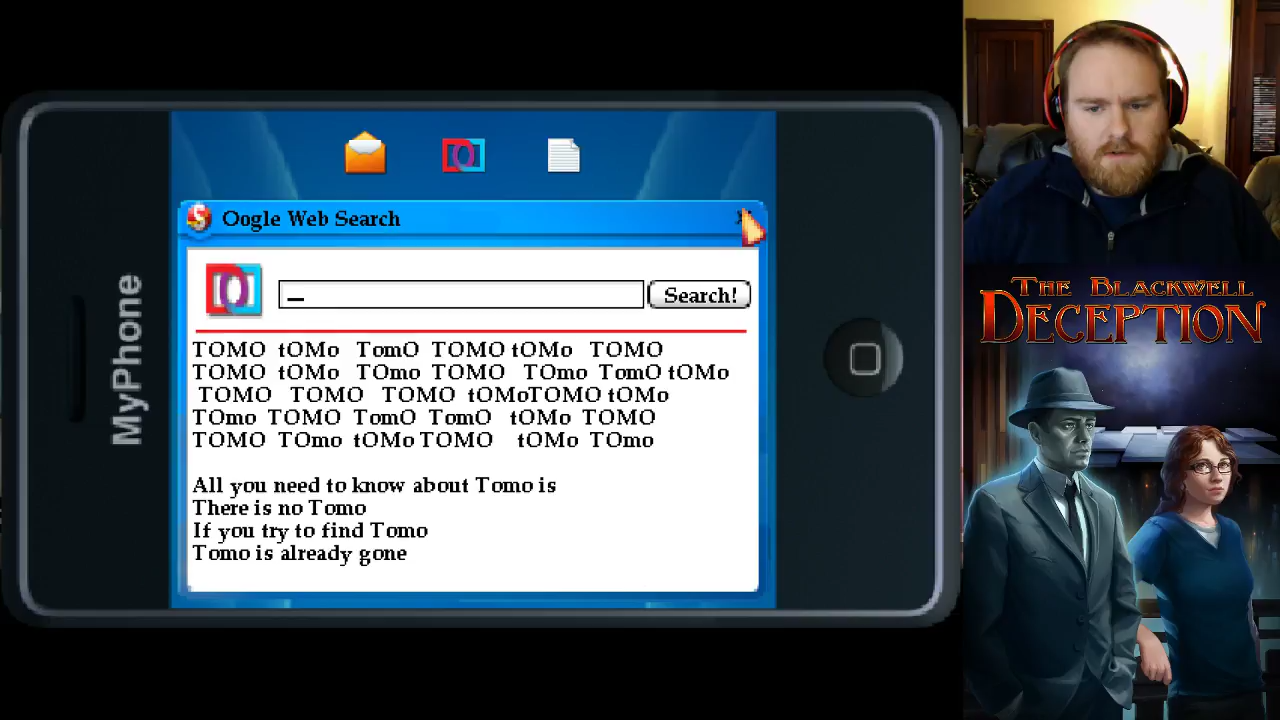 MyPhone
Oogle Web Search
Search!
TOMO tOMo TomO TOMO tOMo TOMO
TOMO tOMo TOmo TOMO TOmo TomO tOMo
TOMO TOMO TOMO tOMoTOMO tOMo
TOmo TOMO TomO TomO tOMo TOMO
TOMO TOmo tOMo TOMO tOMo TOmo
All you need to know about Tomo is
There is no Tomo
If you try to find Tomo
Tomo is already gone
THE BLACKWELL
DECEPTION